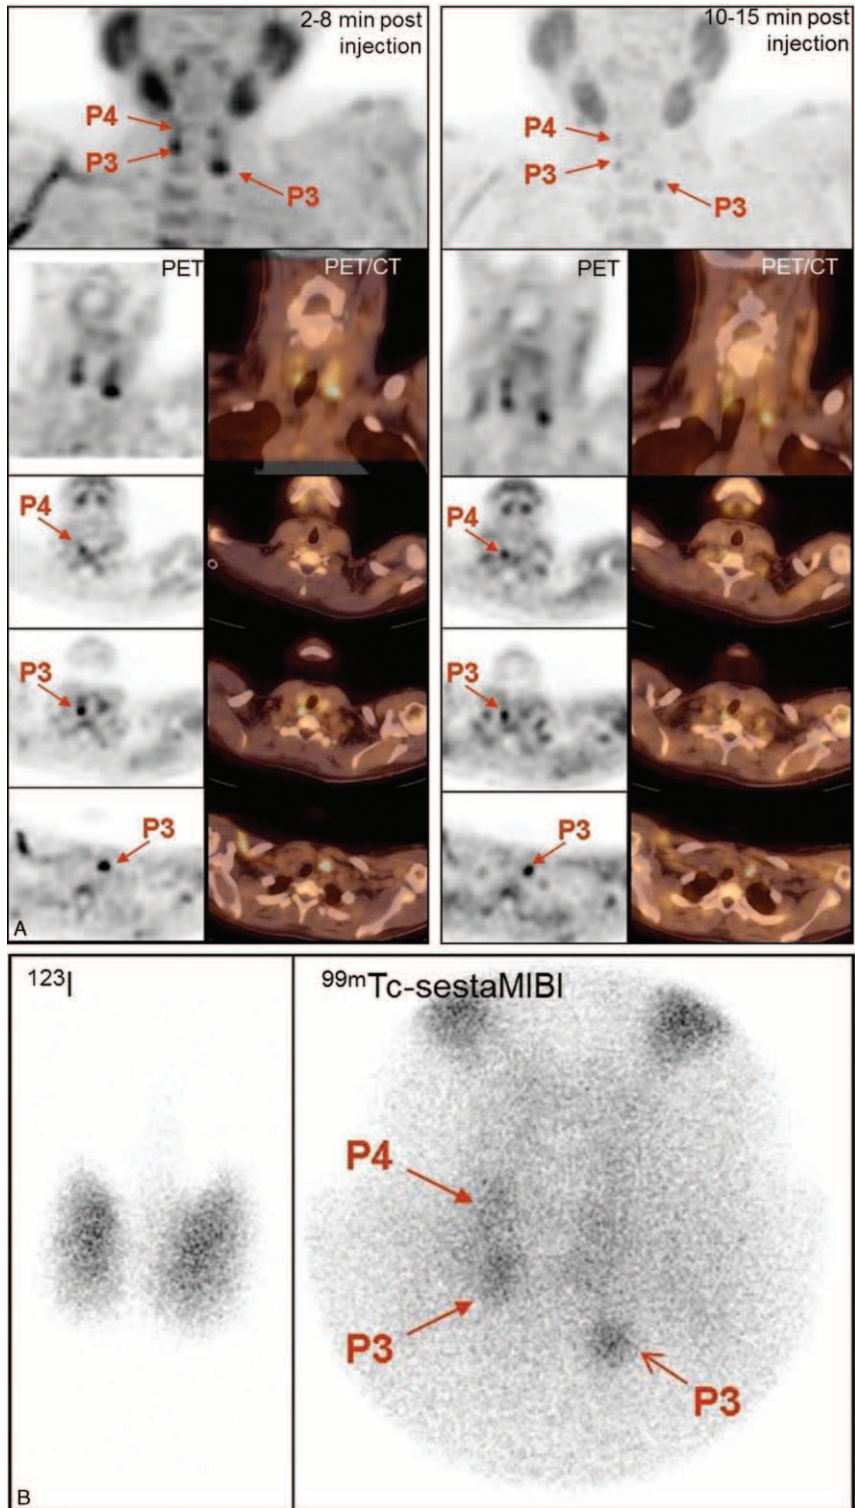 2-8 min post
injection
P4
P3
P3
10-15 min post
injection
P4
P3
P3
PET
PET/CT
PET
PET/CT
P4
P4
P3
P3
P3
P3
A
123I
99mTc-sestaMIBI
P4
P3
P3
B